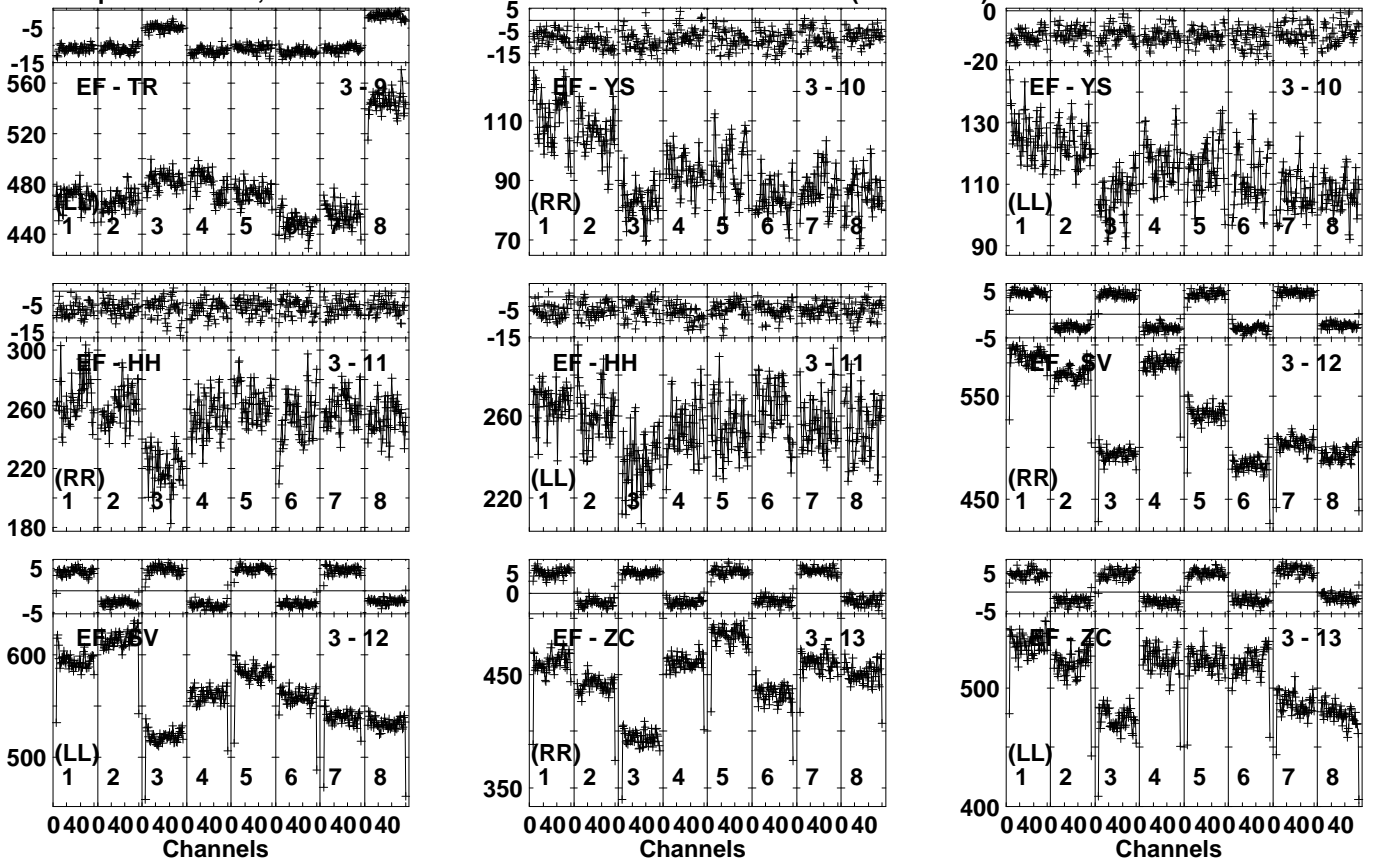 -5
-15
560
EF - TR 3 - 9
520
480
(LL)
440
1 2 3 4 5 6 7 8
5
-5
-15
EF - YS 3 - 10
110
90
(RR)
1 2 3 4 5 6 7 8
70
0
-20
EF - YS 3 - 10
130
110
(LL)
1 2 3 4 5 6 7 8
90
-5
-15
300
EF - HH 3 - 11
260
220
(RR)
1 2 3 4 5 6 7 8
180
-5
-15
EF - HH 3 - 11
260
(LL)
220
1 2 3 4 5 6 7 8
5
-5
EF - SV 3 - 12
550
(RR)
450
1 2 3 4 5 6 7 8
5
-5
EF - SV 3 - 12
600
500
(LL)
1 2 3 4 5 6 7 8
0 40 0 40 0 40 0 40 0 40 0 40 0 40 0 40
Channels
5
0
EF - ZC 3 - 13
450
(RR)
1 2 3 4 5 6 7 8
350
0 40 0 40 0 40 0 40 0 40 0 40 0 40 0 40
Channels
5
-5
EF - ZC 3 - 13
500
(LL)
1 2 3 4 5 6 7 8
400
0 40 0 40 0 40 0 40 0 40 0 40 0 40 0 40
Channels